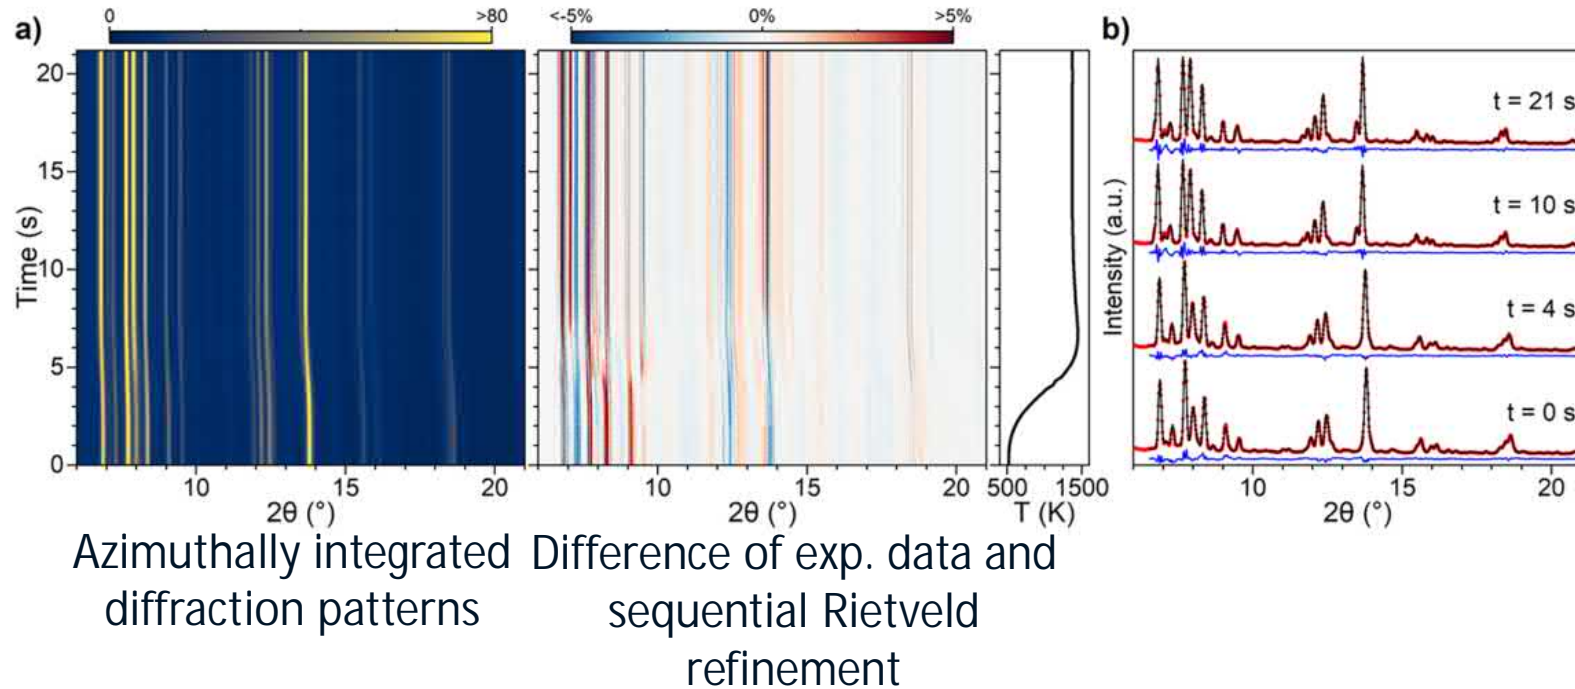 a)
0 >80
<-5% 0% >5%
b)
Time (s)
20
15
10
5
0
10 15 20
2θ (°)
10 15 20
2θ (°)
500 1500
T (K)
Intensity (a.u.)
t = 21 s
t = 10 s
t = 4 s
t = 0 s
10 15 20
2θ (°)
Azimuthally integrated
diffraction patterns
Difference of exp. data and
sequential Rietveld
refinement